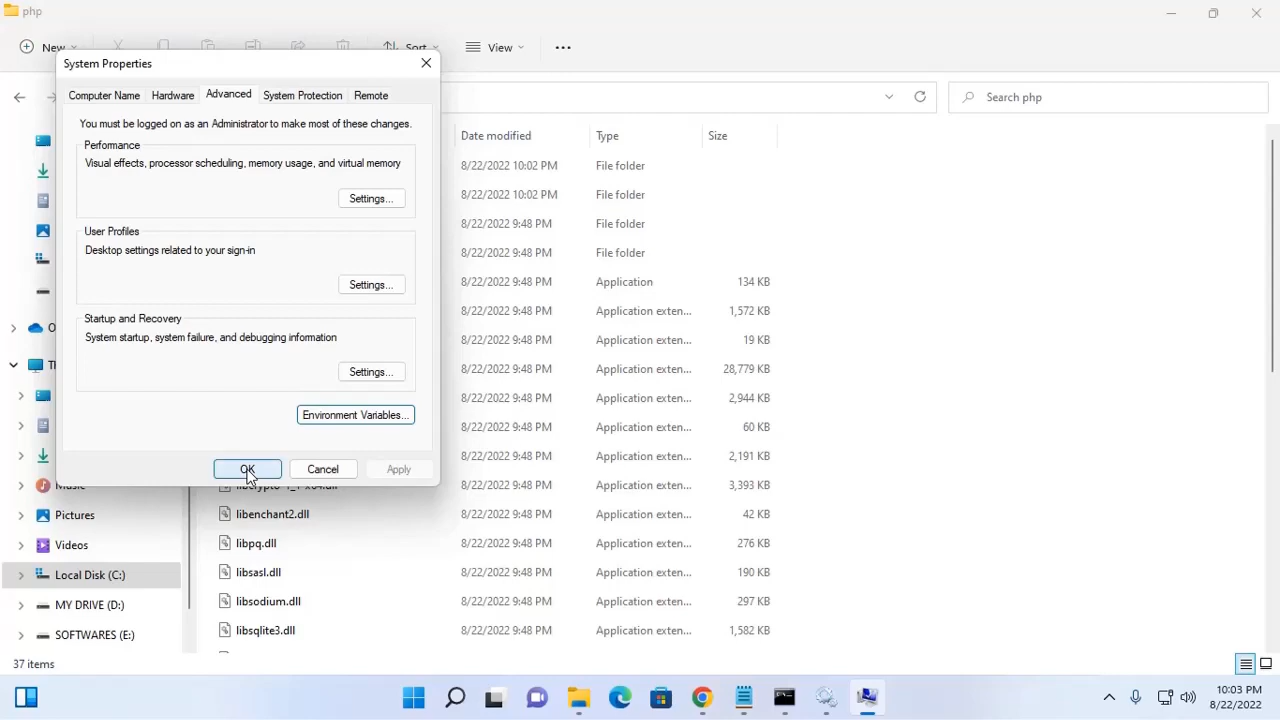 php
New
Sort
View
System Properties
Computer Name
Hardware
Advanced
System Protection
Remote
Search php
You must be logged on as an Administrator to make most of these changes.
Performance
Visual effects, processor scheduling, memory usage, and virtual memory
Settings...
User Profiles
Desktop settings related to your sign-in
Settings...
Startup and Recovery
System startup, system failure, and debugging information
Settings...
Environment Variables...
OK
Cancel
Apply
Date modified
Type
Size
8/22/2022 10:02 PM
File folder
8/22/2022 10:02 PM
File folder
8/22/2022 9:48 PM
File folder
8/22/2022 9:48 PM
File folder
8/22/2022 9:48 PM
Application
134 KB
8/22/2022 9:48 PM
Application exten...
1,572 KB
8/22/2022 9:48 PM
Application exten...
19 KB
8/22/2022 9:48 PM
Application exten...
28,779 KB
8/22/2022 9:48 PM
Application exten...
2,944 KB
8/22/2022 9:48 PM
Application exten...
60 KB
8/22/2022 9:48 PM
Application exten...
2,191 KB
8/22/2022 9:48 PM
Application exten...
3,393 KB
libenchant2.dll
8/22/2022 9:48 PM
Application exten...
42 KB
libpq.dll
8/22/2022 9:48 PM
Application exten...
276 KB
libsasl.dll
8/22/2022 9:48 PM
Application exten...
190 KB
libsodium.dll
8/22/2022 9:48 PM
Application exten...
297 KB
libsqlite3.dll
8/22/2022 9:48 PM
Application exten...
1,582 KB
Music
Pictures
Videos
Local Disk (C:)
MY DRIVE (D:)
SOFTWARES (E:)
37 items
10:03 PM
8/22/2022